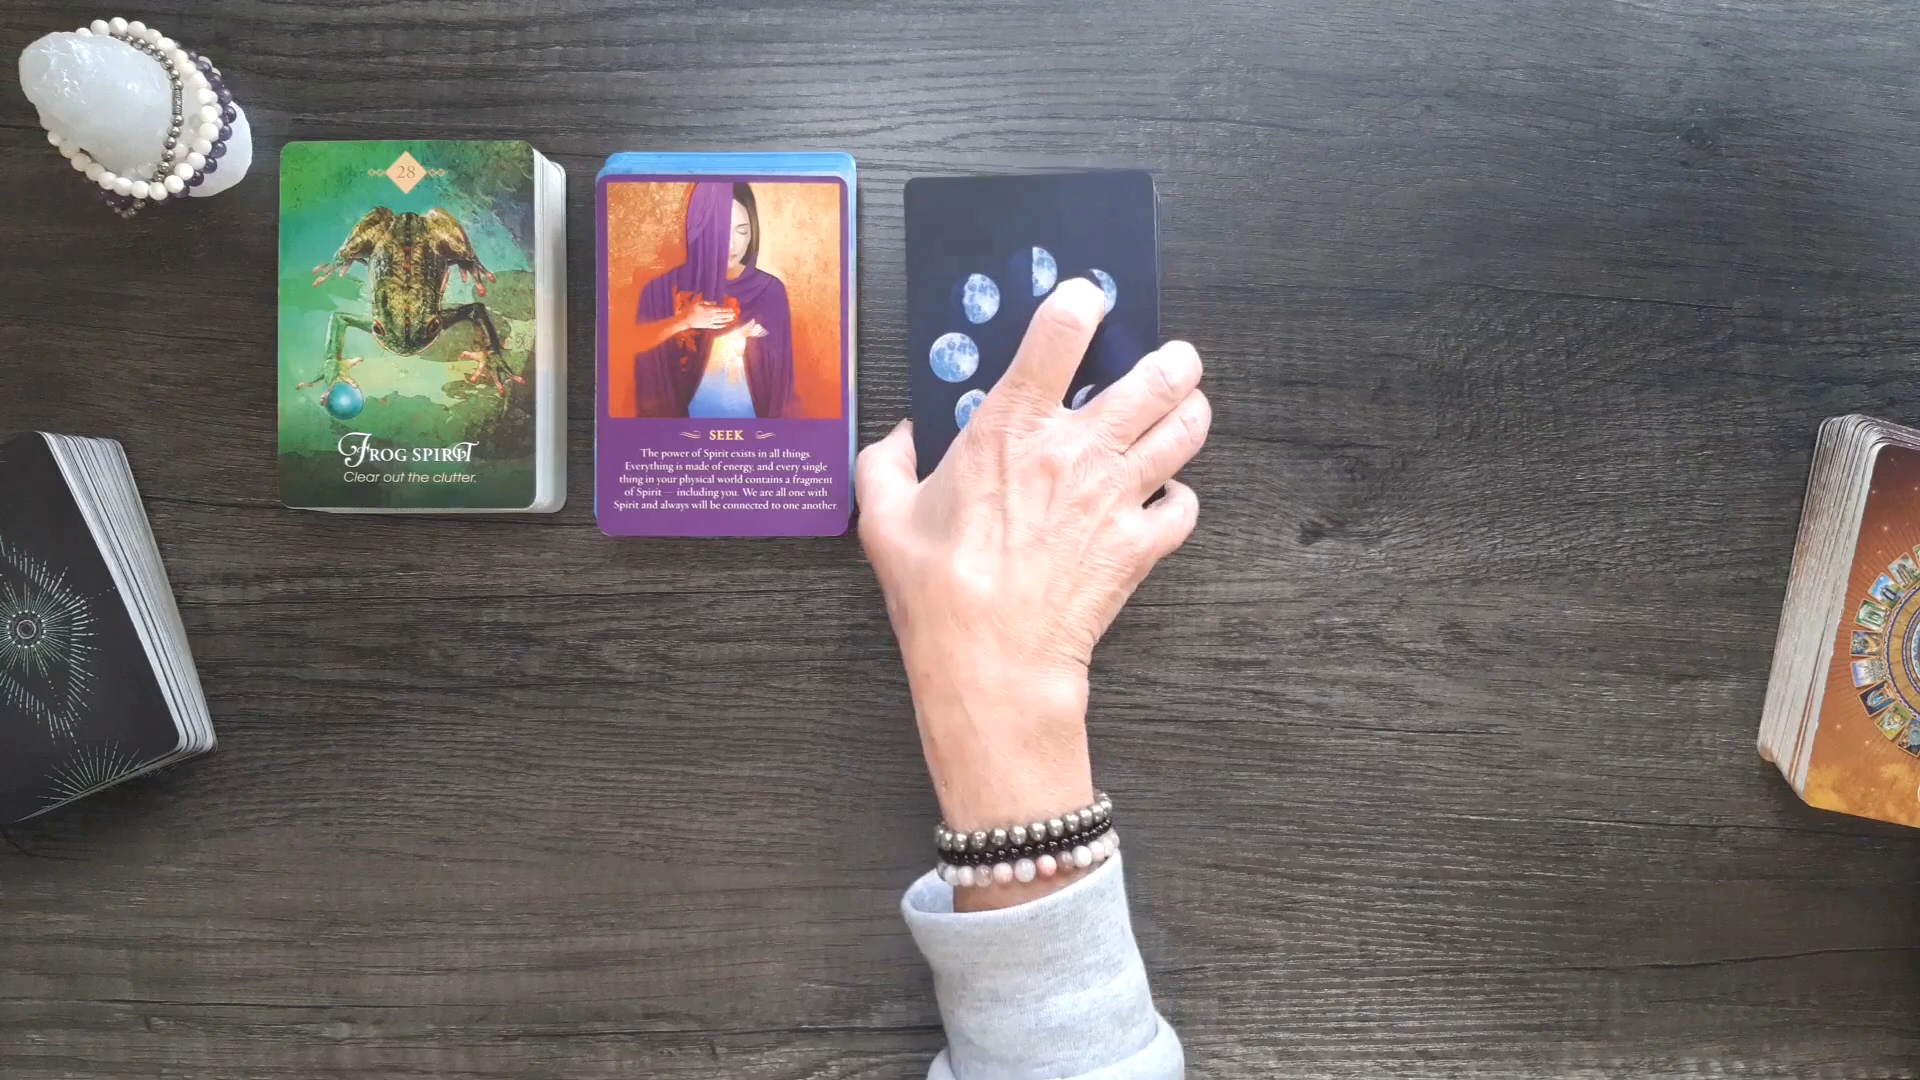 28
FROG SPIRIT
Clear out the clutter.
SEEK
The power of Spirit exists in all things.
Everything is made of energy, and every single
thing in your physical world contains a fragment
of Spirit — including you. We are all one with
Spirit and always will be connected to one another.